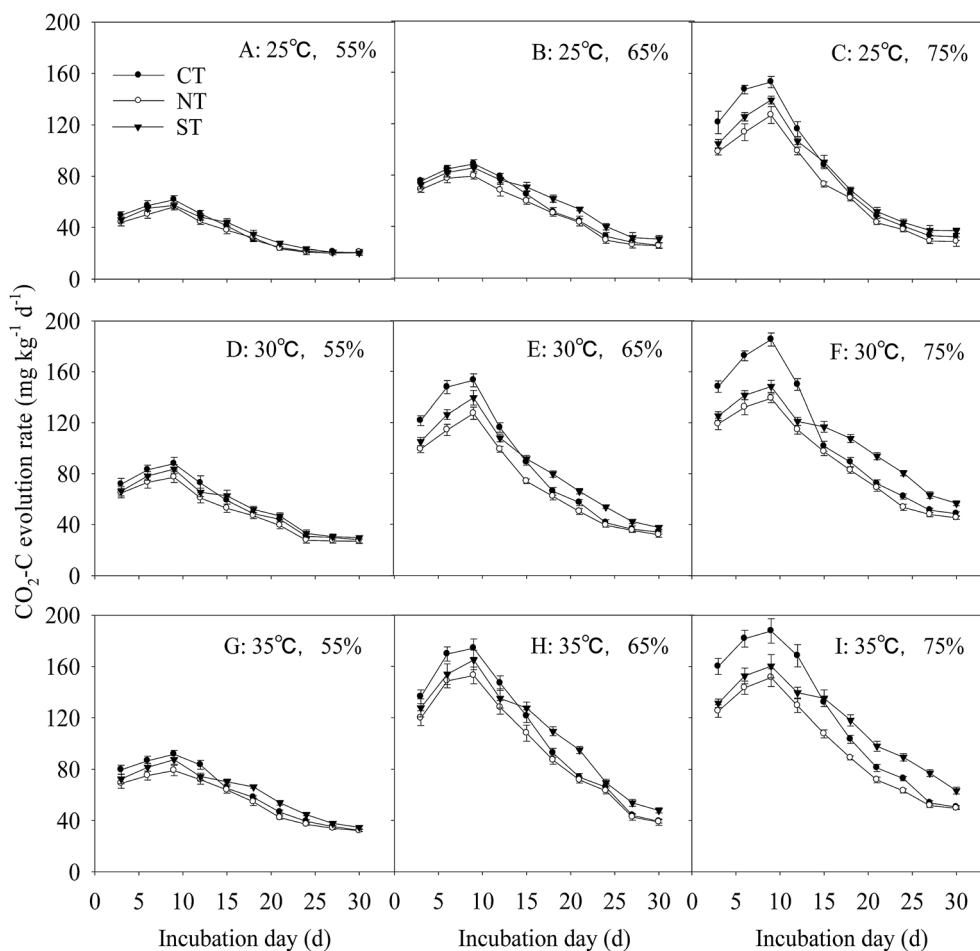 200
160
120
80
40
0
A: 25℃, 55%
CT
NT
ST
B: 25℃, 65%
C: 25℃, 75%
CO₂-C evolution rate (mg kg⁻¹ d⁻¹)
200
160
120
80
40
0
D: 30℃, 55%
E: 30℃, 65%
F: 30℃, 75%
200
160
120
80
40
0
G: 35℃, 55%
H: 35℃, 65%
I: 35℃, 75%
0 5 10 15 20 25 30
0 5 10 15 20 25 30
0 5 10 15 20 25 30
Incubation day (d)
Incubation day (d)
Incubation day (d)